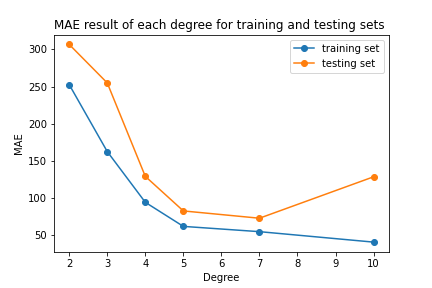 MAE result of each degree for training and testing sets
training set
testing set
300
250
200
150
100
50
MAE
2 3 4 5 6 7 8 9 10
Degree